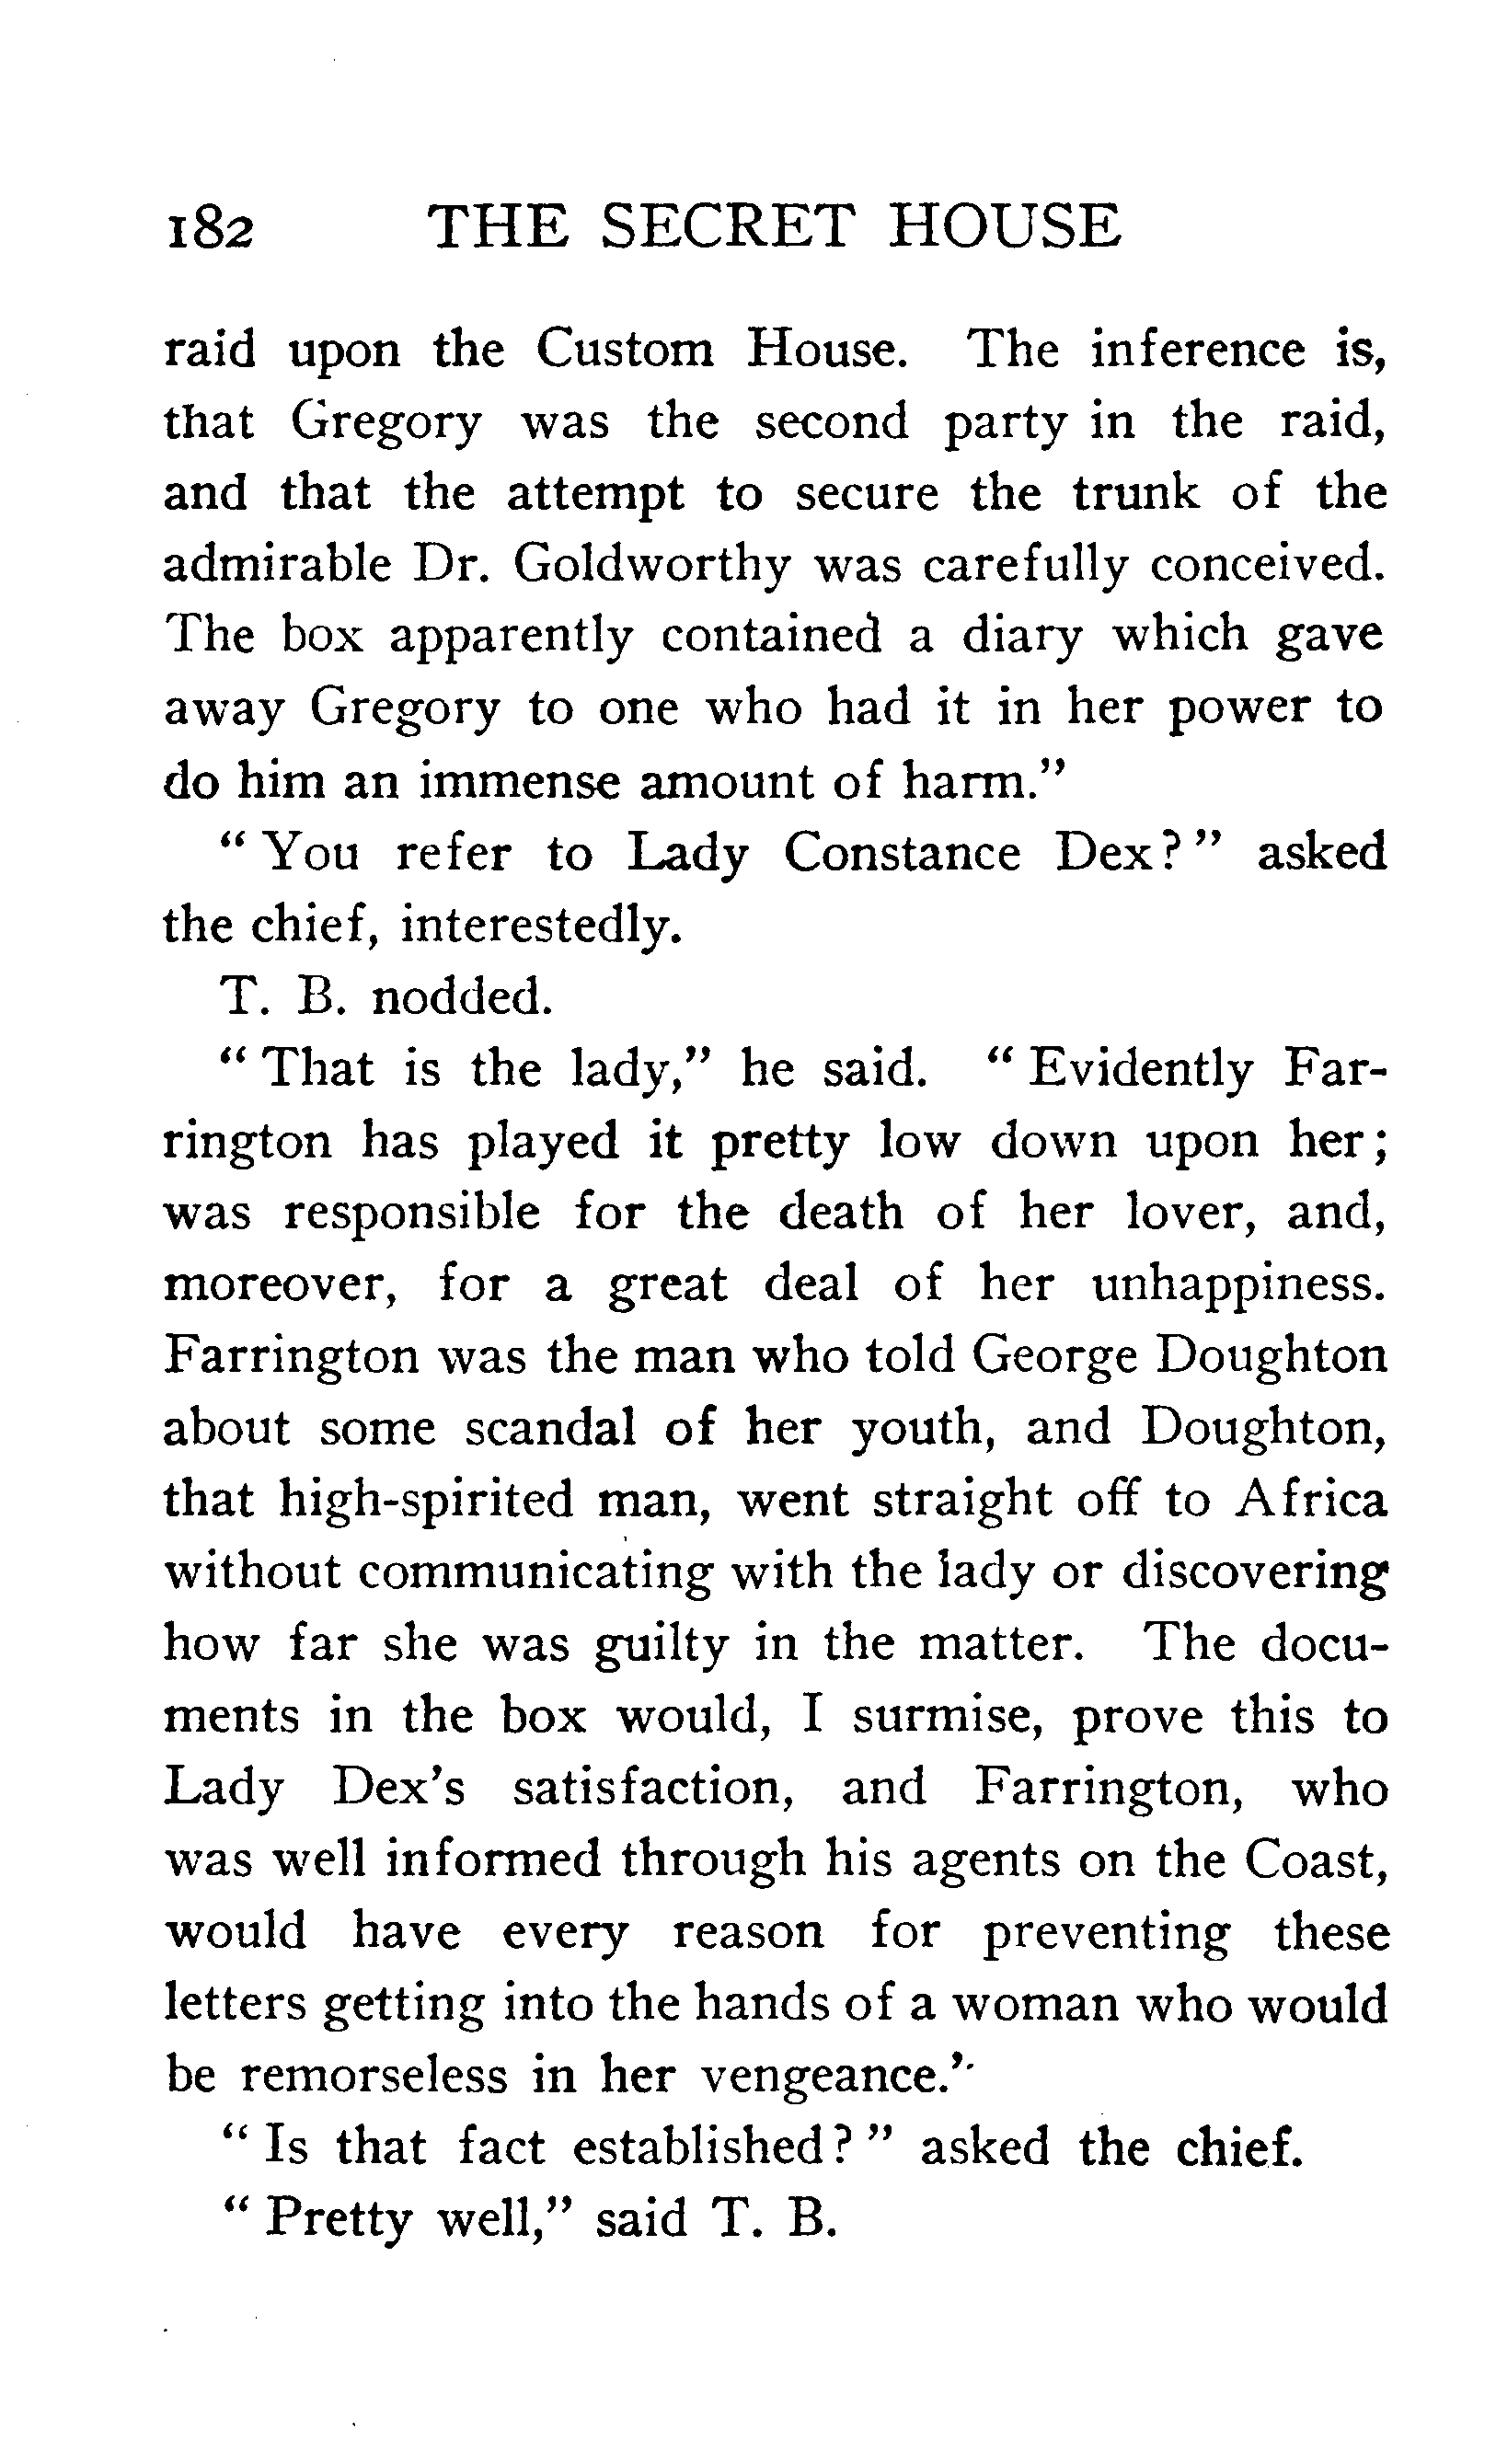 182 THE SECRET HOUSE
raid upon the Custom House. The inference is,
that Gregory was the second party in the raid,
and that the attempt to secure the trunk of the
admirable Dr. Goldworthy was carefully conceived.
The box apparently contained a diary which gave
away Gregory to one who had it in her power to
do him an immense amount of harm."
" You refer to Lady Constance Dex? " asked
the chief, interestedly.
T. B. nodded.
" That is the lady," he said. " Evidently Far-
rington has played it pretty low down upon her;
was responsible for the death of her lover, and,
moreover, for a great deal of her unhappiness.
Farrington was the man who told George Doughton
about some scandal of her youth, and Doughton,
that high-spirited man, went straight off to Africa
without communicating with the lady or discovering
how far she was guilty in the matter. The docu-
ments in the box would, I surmise, prove this to
Lady Dex's satisfaction, and Farrington, who
was well informed through his agents on the Coast,
would have every reason for preventing these
letters getting into the hands of a woman who would
be remorseless in her vengeance."
" Is that fact established? " asked the chief.
" Pretty well," said T. B.